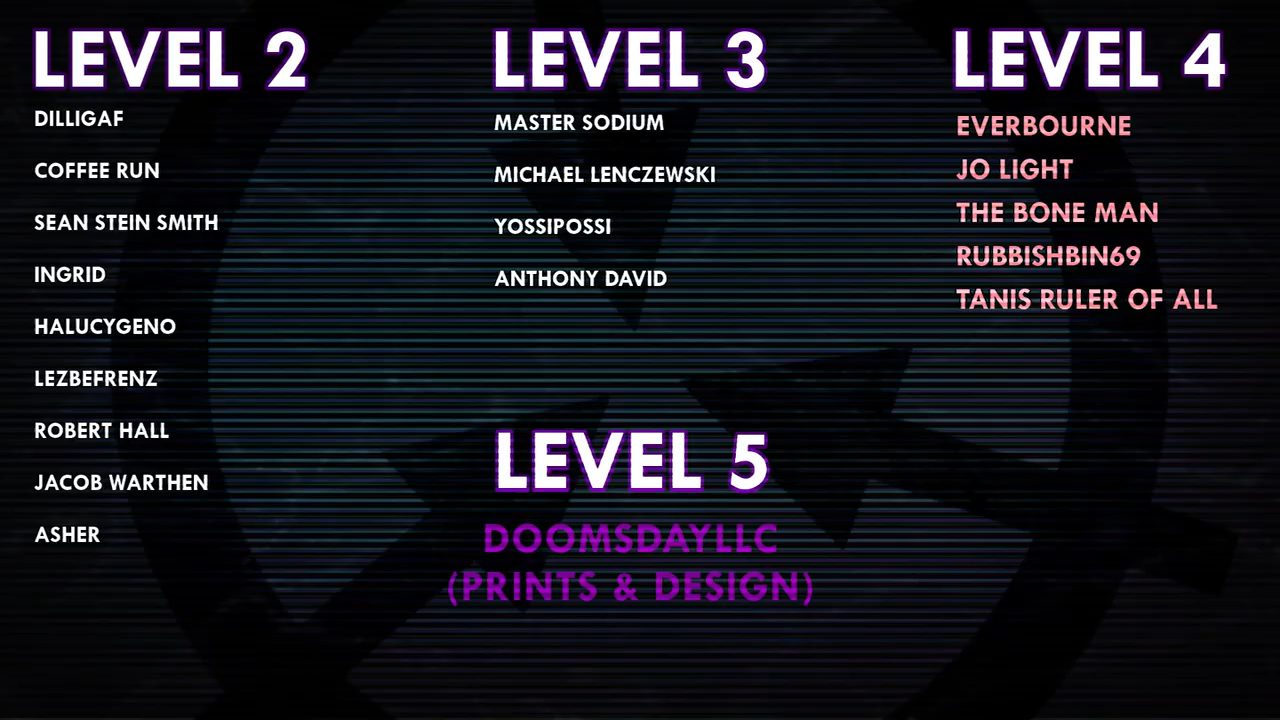 LEVEL 2
DILLIGAF
COFFEE RUN
SEAN STEIN SMITH
INGRID
HALUCYGENO
LEZBEFRENZ
ROBERT HALL
JACOB WARTHEN
ASHER
LEVEL 3
MASTER SODIUM
MICHAEL LENCZEWSKI
YOSSIPOSSI
ANTHONY DAVID
LEVEL 4
EVERBOURNE
JO LIGHT
THE BONE MAN
RUBBISHBIN69
TANIS RULER OF ALL
LEVEL 5
DOOMSDAYLLC
(PRINTS & DESIGN)